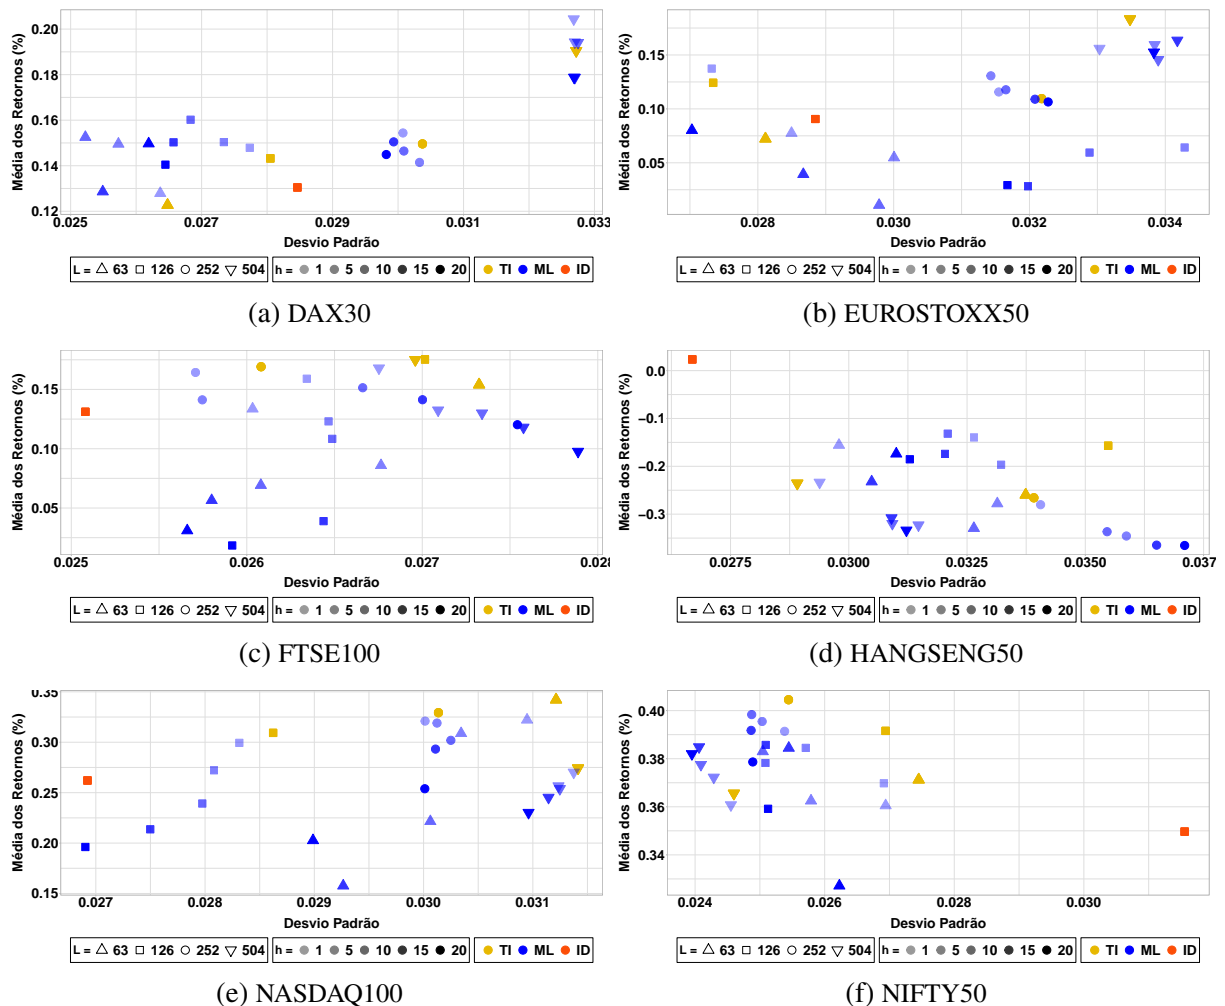 0.20
0.18
0.16
0.14
0.12
Média dos Retornos (%)
0.025 0.027 0.029 0.031 0.033
Desvio Padrão
L = 63 126 252 504 h = 1 5 10 15 20 TI ML ID
(a) DAX30
0.15
0.10
0.05
Média dos Retornos (%)
0.028 0.030 0.032 0.034
Desvio Padrão
L = 63 126 252 504 h = 1 5 10 15 20 TI ML ID
(b) EUROSTOXX50
0.15
0.10
0.05
Média dos Retornos (%)
0.025 0.026 0.027 0.028
Desvio Padrão
L = 63 126 252 504 h = 1 5 10 15 20 TI ML ID
(c) FTSE100
0.0
−0.1
−0.2
−0.3
Média dos Retornos (%)
0.0275 0.0300 0.0325 0.0350 0.037
Desvio Padrão
L = 63 126 252 504 h = 1 5 10 15 20 TI ML ID
(d) HANGSENG50
0.35
0.30
0.25
0.20
0.15
Média dos Retornos (%)
0.027 0.028 0.029 0.030 0.031
Desvio Padrão
L = 63 126 252 504 h = 1 5 10 15 20 TI ML ID
(e) NASDAQ100
0.40
0.38
0.36
0.34
Média dos Retornos (%)
0.024 0.026 0.028 0.030
Desvio Padrão
L = 63 126 252 504 h = 1 5 10 15 20 TI ML ID
(f) NIFTY50